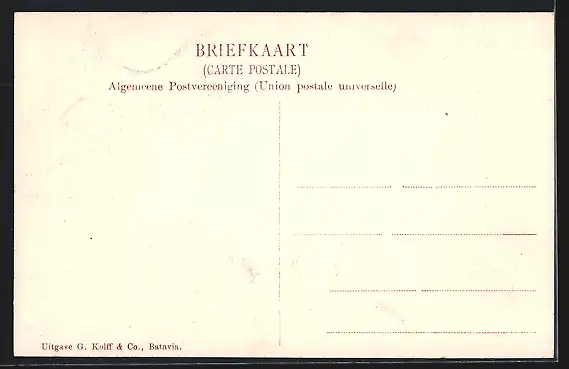 BRIEFKAART
(CARTE POSTALE)
Algemeene Postvereeniging (Union postale universelle)
Uitgave G. Kolff & Co., Batavia.